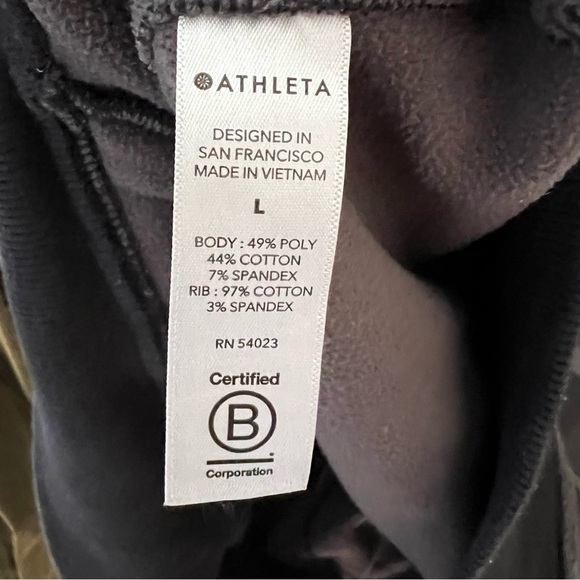 ATHLETA
DESIGNED IN
SAN FRANCISCO
MADE IN VIETNAM
L
BODY : 49% POLY
44% COTTON
7% SPANDEX
RIB : 97% COTTON
3% SPANDEX
RN 54023
Certified
B
Corporation